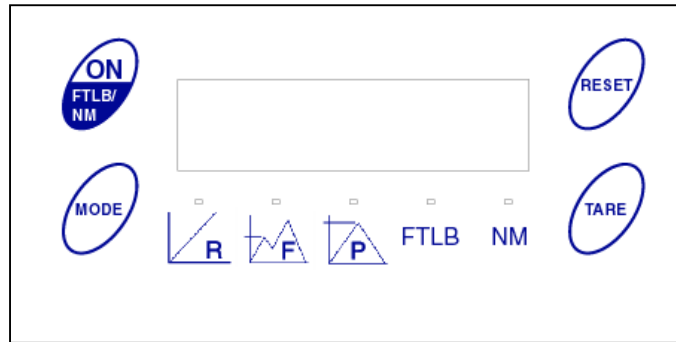 ON
FTLB/
NM
RESET
MODE
TARE
R
F
P
FTLB
NM